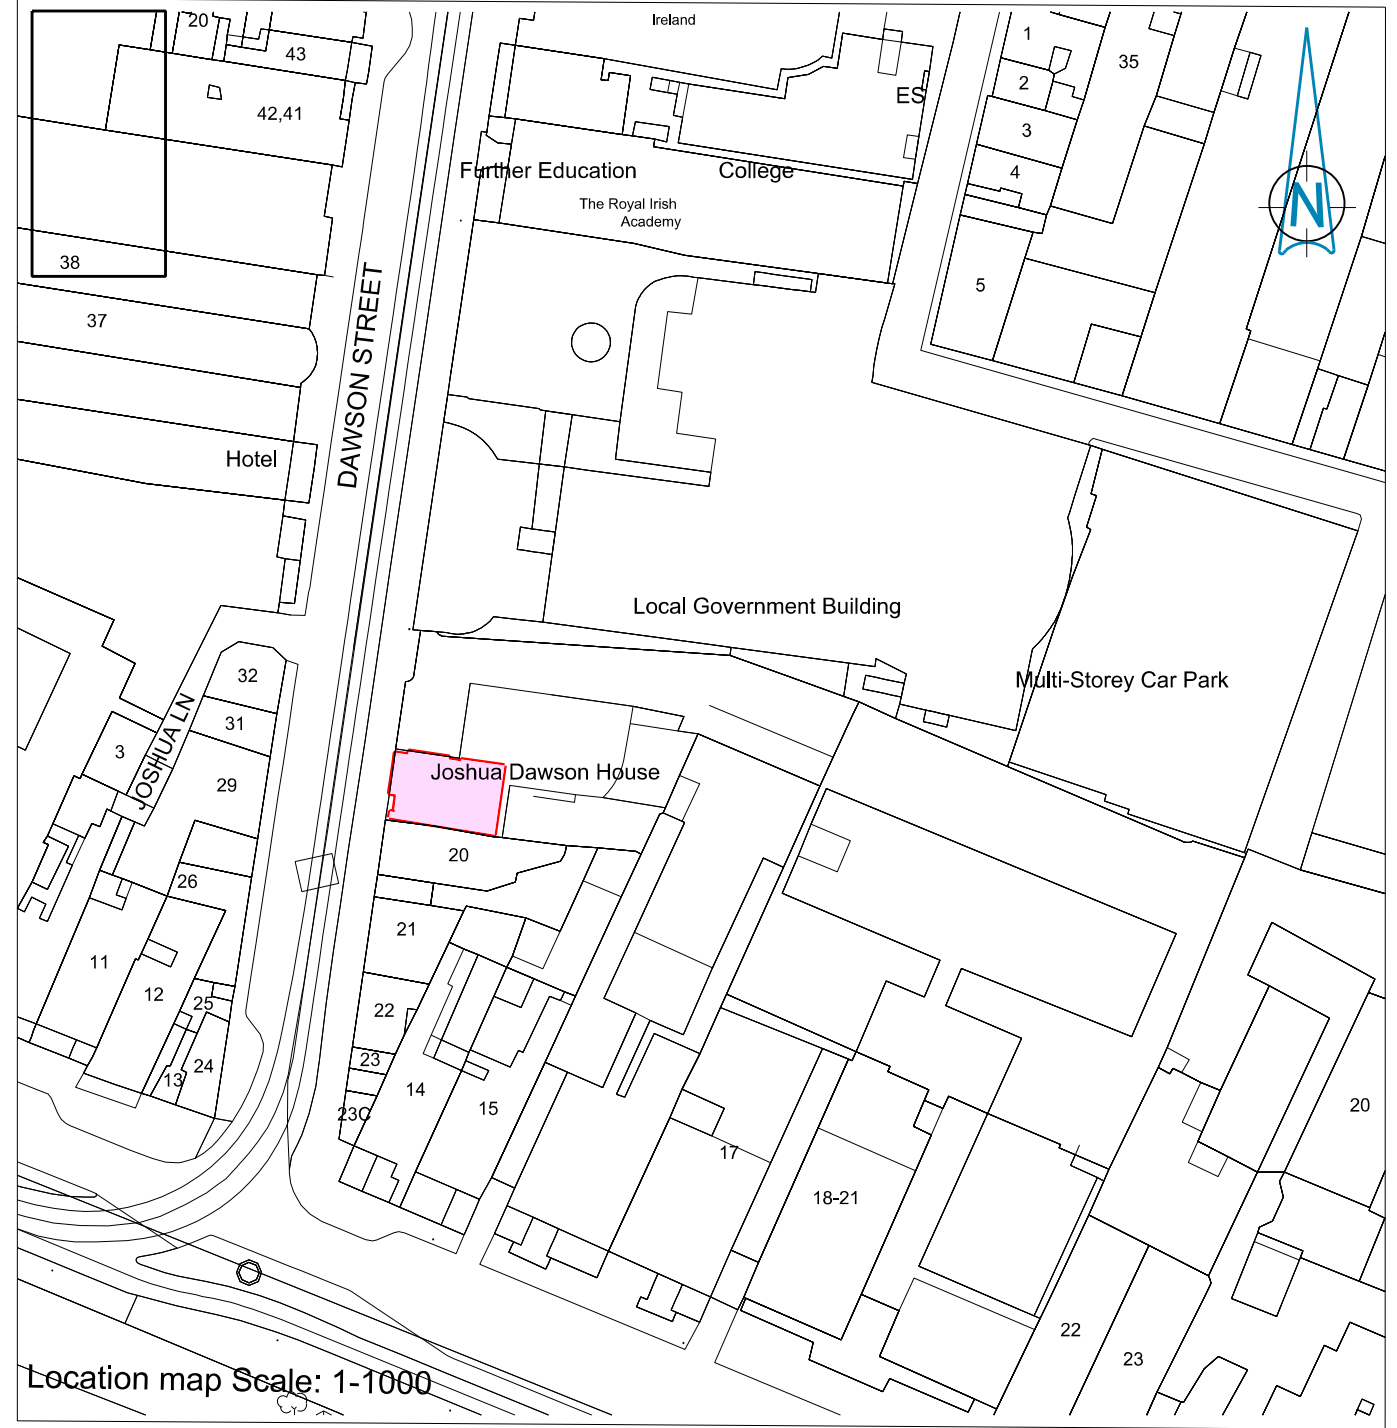 Ireland
20
43
42,41
ES
1
2
3
4
5
35
N
Further Education College
The Royal Irish
Academy
38
37
DAWSON STREET
Hotel
Local Government Building
Multi-Storey Car Park
32
31
3
JOSHUA LN
29
Joshua Dawson House
20
26
21
11
12
25
22
23
24
13
14
15
23C
17
18-21
20
22
23
Location map Scale: 1-1000